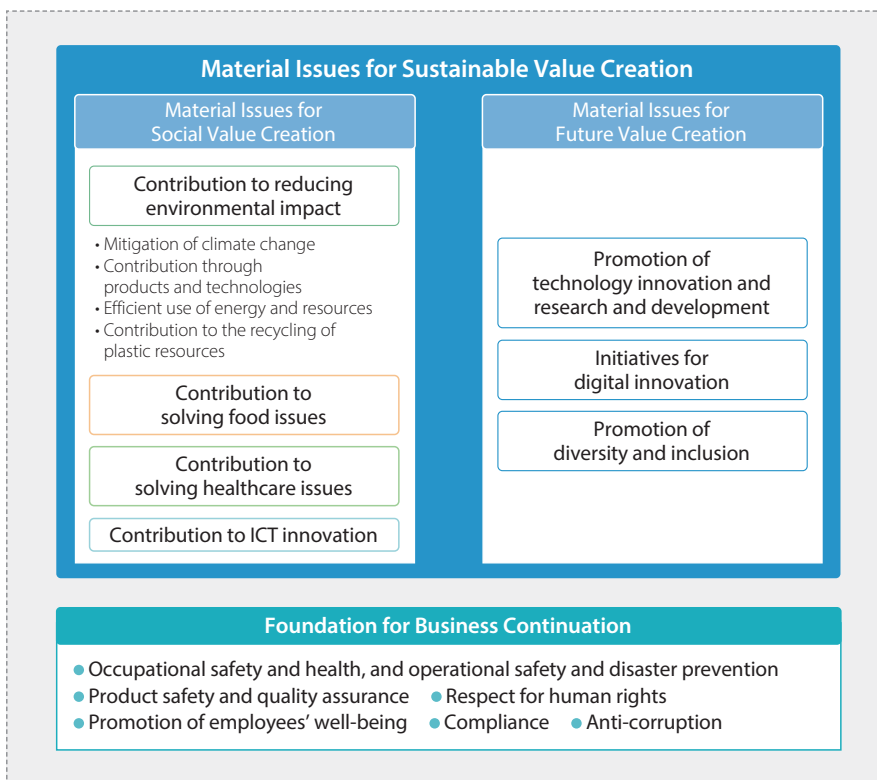 Material Issues for Sustainable Value Creation
Material Issues for
Social Value Creation
Contribution to reducing
environmental impact
• Mitigation of climate change
• Contribution through
products and technologies
• Efficient use of energy and resources
• Contribution to the recycling of
plastic resources
Contribution to
solving food issues
Contribution to
solving healthcare issues
Contribution to ICT innovation
Material Issues for
Future Value Creation
Promotion of
technology innovation and
research and development
Initiatives for
digital innovation
Promotion of
diversity and inclusion
Foundation for Business Continuation
● Occupational safety and health, and operational safety and disaster prevention
● Product safety and quality assurance ● Respect for human rights
● Promotion of employees’ well-being ● Compliance ● Anti-corruption